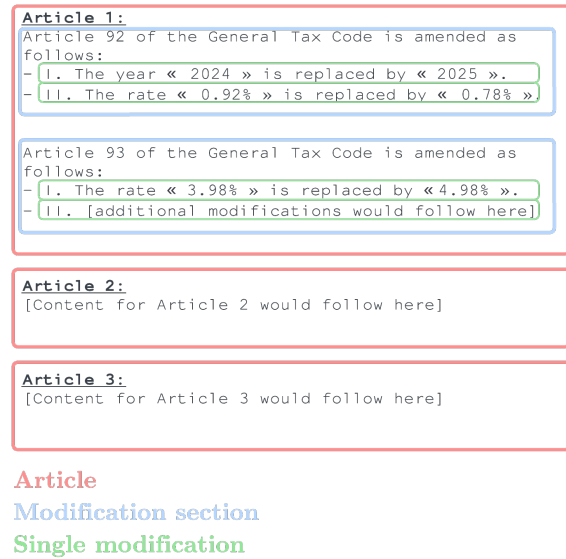 Article 1:
Article 92 of the General Tax Code is amended as
follows:
- I. The year « 2024 » is replaced by « 2025 ».
- II. The rate « 0.92% » is replaced by « 0.78% ».
Article 93 of the General Tax Code is amended as
follows:
- I. The rate « 3.98% » is replaced by «4.98% ».
- II. [additional modifications would follow here]
Article 2:
[Content for Article 2 would follow here]
Article 3:
[Content for Article 3 would follow here]
Article
Modification section
Single modification